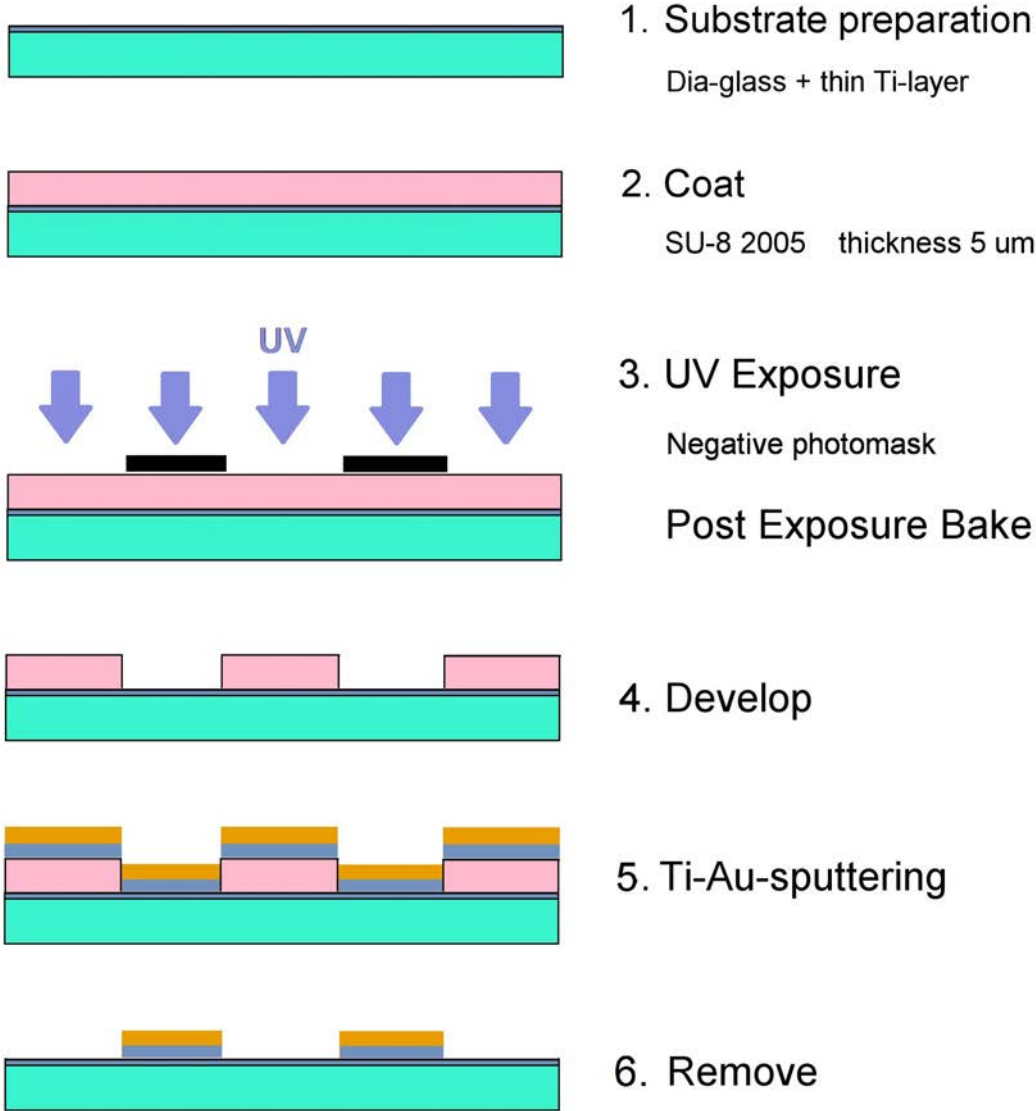 1. Substrate preparation
Dia-glass + thin Ti-layer
2. Coat
SU-8 2005 thickness 5 um
UV
3. UV Exposure
Negative photomask
Post Exposure Bake
4. Develop
5. Ti-Au-sputtering
6. Remove